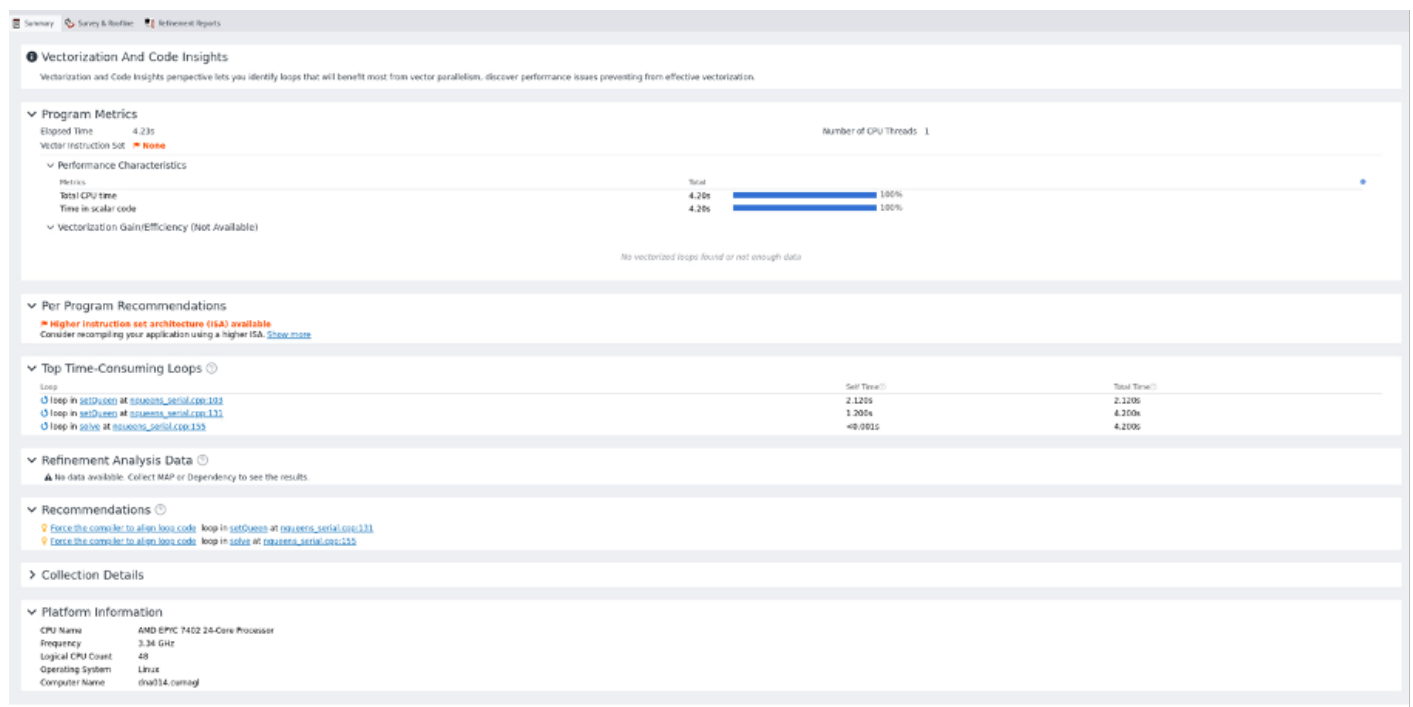 Summary Survey & Roofline Refinement Reports
Vectorization And Code Insights
Vectorization and Code Insights perspective lets you identify loops that will benefit most from vector parallelism, discover performance issues preventing from effective vectorization.
Program Metrics
Elapsed Time 4.23s Number of CPU Threads 1
Vector Instruction Set None
Performance Characteristics
Metrics Total
Total CPU time 4.20s 100%
Time in scalar code 4.20s 100%
Vectorization Gain/Efficiency (Not Available)
No vectorized loops found or not enough data
Per Program Recommendations
Higher instruction set architecture (ISA) available
Consider recompiling your application using a higher ISA. Show more
Top Time-Consuming Loops
Loop Self Time Total Time
loop in setQueen at nqueens_serial.cpp:103 2.120s 2.120s
loop in setQueen at nqueens_serial.cpp:131 1.200s 4.200s
loop in solve at nqueens_serial.cpp:155 <0.001s 4.200s
Refinement Analysis Data
No data available. Collect MAP or Dependency to see the results.
Recommendations
Force the compiler to align loop code loop in setQueen at nqueens_serial.cpp:131
Force the compiler to align loop code loop in solve at nqueens_serial.cpp:155
Collection Details
Platform Information
CPU Name AMD EPYC 7402 24-Core Processor
Frequency 3.34 GHz
Logical CPU Count 48
Operating System Linux
Computer Name dna014.curnagl